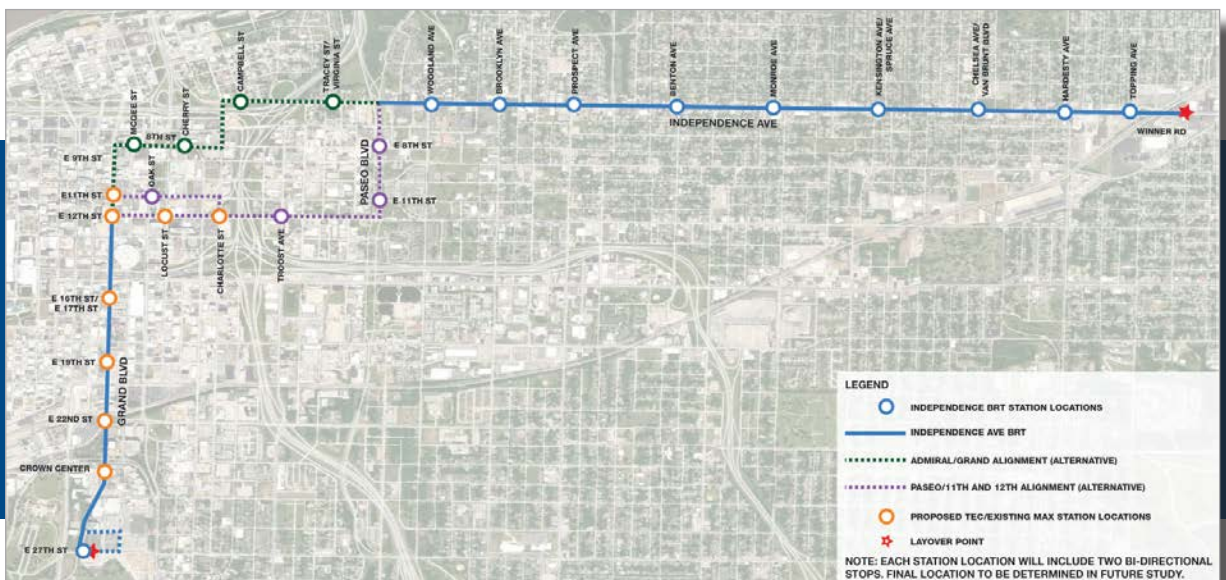 CAMPBELL ST
TRACEY ST/
VIRGINIA ST
WOODLAND AVE
BROOKLYN AVE
PROSPECT AVE
BENTON AVE
MONROE AVE
KENSINGTON AVE/
SPRUCE AVE
CHELSEA AVE/
VAN BRUNT BLVD
HARDESTY AVE
TOPPING AVE
MCGEE ST
8TH ST
CHERRY ST
INDEPENDENCE AVE
WINNER RD
E 9TH ST
OAK ST
PASEO BLVD
E 8TH ST
E11TH ST
E 11TH ST
E 12TH ST
LOCUST ST
CHARLOTTE ST
TROOST AVE
E 16TH ST/
E 17TH ST
E 19TH ST
GRAND BLVD
E 22ND ST
CROWN CENTER
E 27TH ST
LEGEND
INDEPENDENCE BRT STATION LOCATIONS
INDEPENDENCE AVE BRT
ADMIRAL/GRAND ALIGNMENT (ALTERNATIVE)
PASEO/11TH AND 12TH ALIGNMENT (ALTERNATIVE)
PROPOSED TEC/EXISTING MAX STATION LOCATIONS
LAYOVER POINT
NOTE: EACH STATION LOCATION WILL INCLUDE TWO BI-DIRECTIONAL
STOPS. FINAL LOCATION TO BE DETERMINED IN FUTURE STUDY.